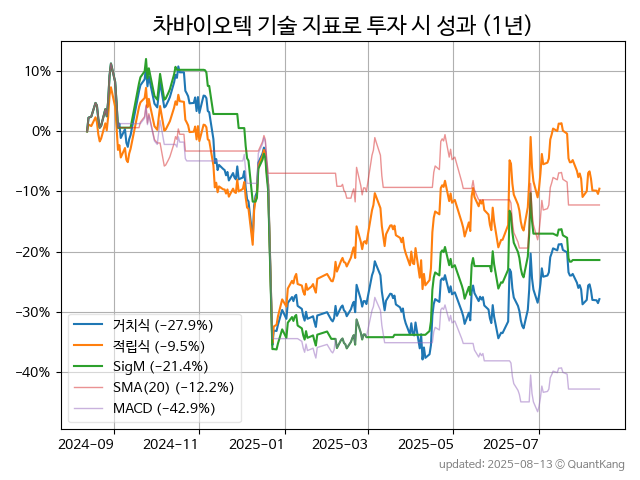 차바이오텍 기술 지표로 투자 시 성과 (1년)
10%
0%
−10%
−20%
−30%
−40%
거치식 (−27.9%)
적립식 (−9.5%)
SigM (−21.4%)
SMA(20) (−12.2%)
MACD (−42.9%)
2024-09
2024-11
2025-01
2025-03
2025-05
2025-07
updated: 2025-08-13 © QuantKang